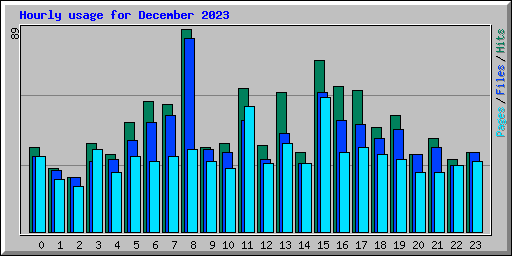 Hourly usage for December 2023
89
Pages / Files / Hits
0 1 2 3 4 5 6 7 8 9 10 11 12 13 14 15 16 17 18 19 20 21 22 23